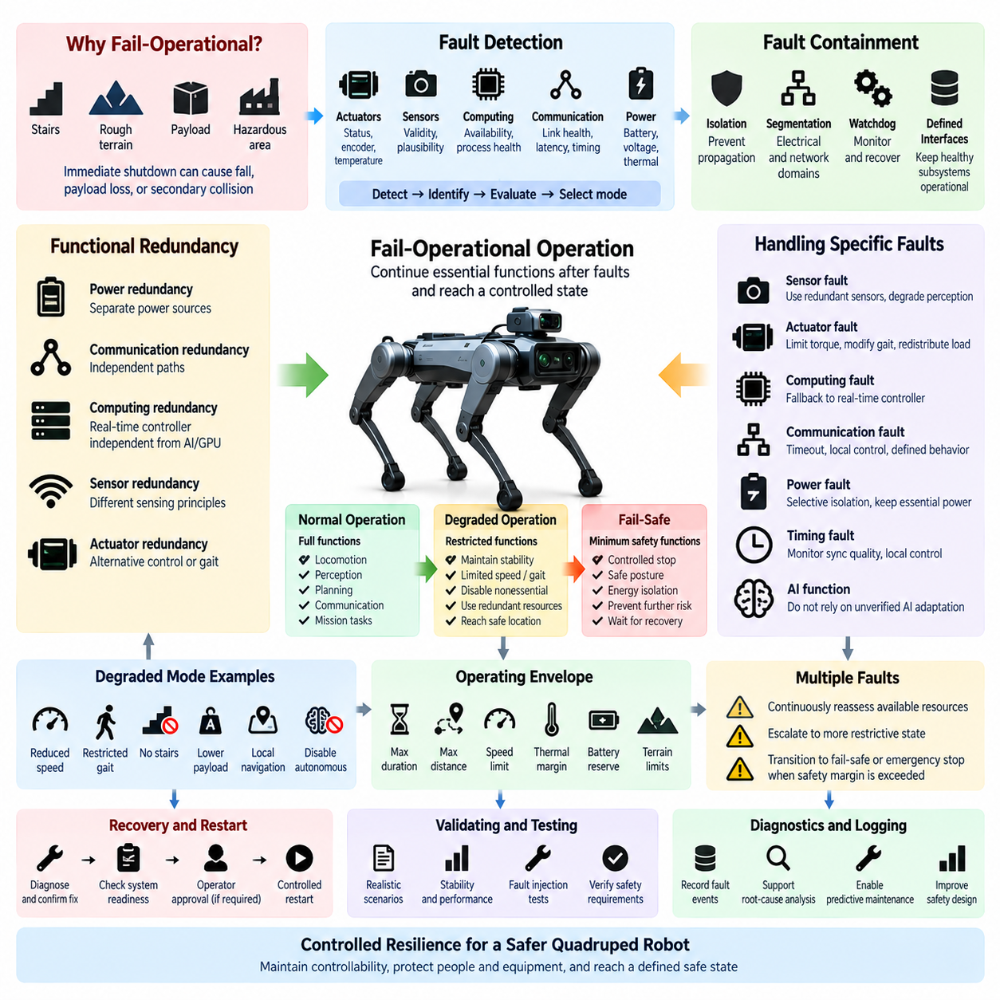 Why Fail-Operational?
Stairs
Rough
terrain
Payload
Hazardous
area
Immediate shutdown can cause fall,
payload loss, or secondary collision
Fault Detection
Actuators
Status,
encoder,
temperature
Sensors
Validity,
plausibility
Computing
Availability,
process health
Communication
Link health,
latency, timing
Power
Battery,
voltage,
thermal
Detect → Identify → Evaluate → Select mode
Fault Containment
Isolation
Prevent
propagation
Segmentation
Electrical
and network
domains
Watchdog
Monitor
and recover
Defined
Interfaces
Keep healthy
subsystems
operational
Functional Redundancy
Power redundancy
Separate power sources
Communication redundancy
Independent paths
Computing redundancy
Real-time controller
independent from AI/GPU
Sensor redundancy
Different sensing principles
Actuator redundancy
Alternative control or gait
Fail-Operational Operation
Continue essential functions after faults
and reach a controlled state
Normal Operation
Full functions
Locomotion
Perception
Planning
Communication
Mission tasks
Degraded Operation
Restricted functions
Maintain stability
Limited speed / gait
Disable nonessential
Use redundant resources
Reach safe location
Fail-Safe
Minimum safety functions
Controlled stop
Safe posture
Energy isolation
Prevent further risk
Wait for recovery
Handling Specific Faults
Sensor fault
Use redundant sensors, degrade perception
Actuator fault
Limit torque, modify gait, redistribute load
Computing fault
Fallback to real-time controller
Communication fault
Timeout, local control, defined behavior
Power fault
Selective isolation, keep essential power
Timing fault
Monitor sync quality, local control
AI function
Do not rely on unverified AI adaptation
Degraded Mode Examples
Reduced
speed
Restricted
gait
No stairs
A
Lower
payload
Local
navigation
Disable
autonomous
Operating Envelope
Max
duration
Max
distance
Speed
limit
Thermal
margin
Battery
reserve
Terrain
limits
Multiple Faults
Continuously reassess available resources
Escalate to more restrictive state
Transition to fail-safe or emergency stop
when safety margin is exceeded
Recovery and Restart
Diagnose
and confirm fix
Check system
readiness
Operator
approval (if required)
Controlled
restart
Validating and Testing
Realistic
scenarios
Stability
and performance
Fault injection
tests
Verify safety
requirements
Diagnostics and Logging
Record fault
events
Support
root-cause analysis
Enable
predictive maintenance
Improve
safety design
Controlled Resilience for a Safer Quadruped Robot
Maintain controllability, protect people and equipment, and reach a defined safe state